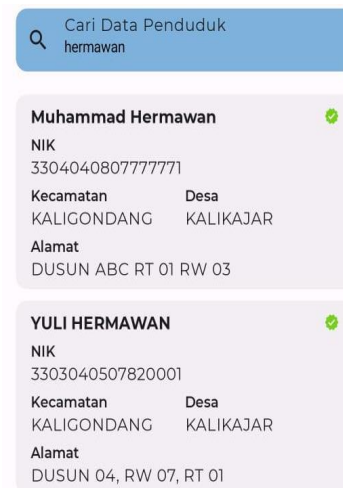 Cari Data Penduduk
hermawan
Muhammad Hermawan
NIK
3304040807777771
Kecamatan Desa
KALIGONDANG KALIKAJAR
Alamat
DUSUN ABC RT 01 RW 03
YULI HERMAWAN
NIK
3303040507820001
Kecamatan Desa
KALIGONDANG KALIKAJAR
Alamat
DUSUN 04, RW 07, RT 01